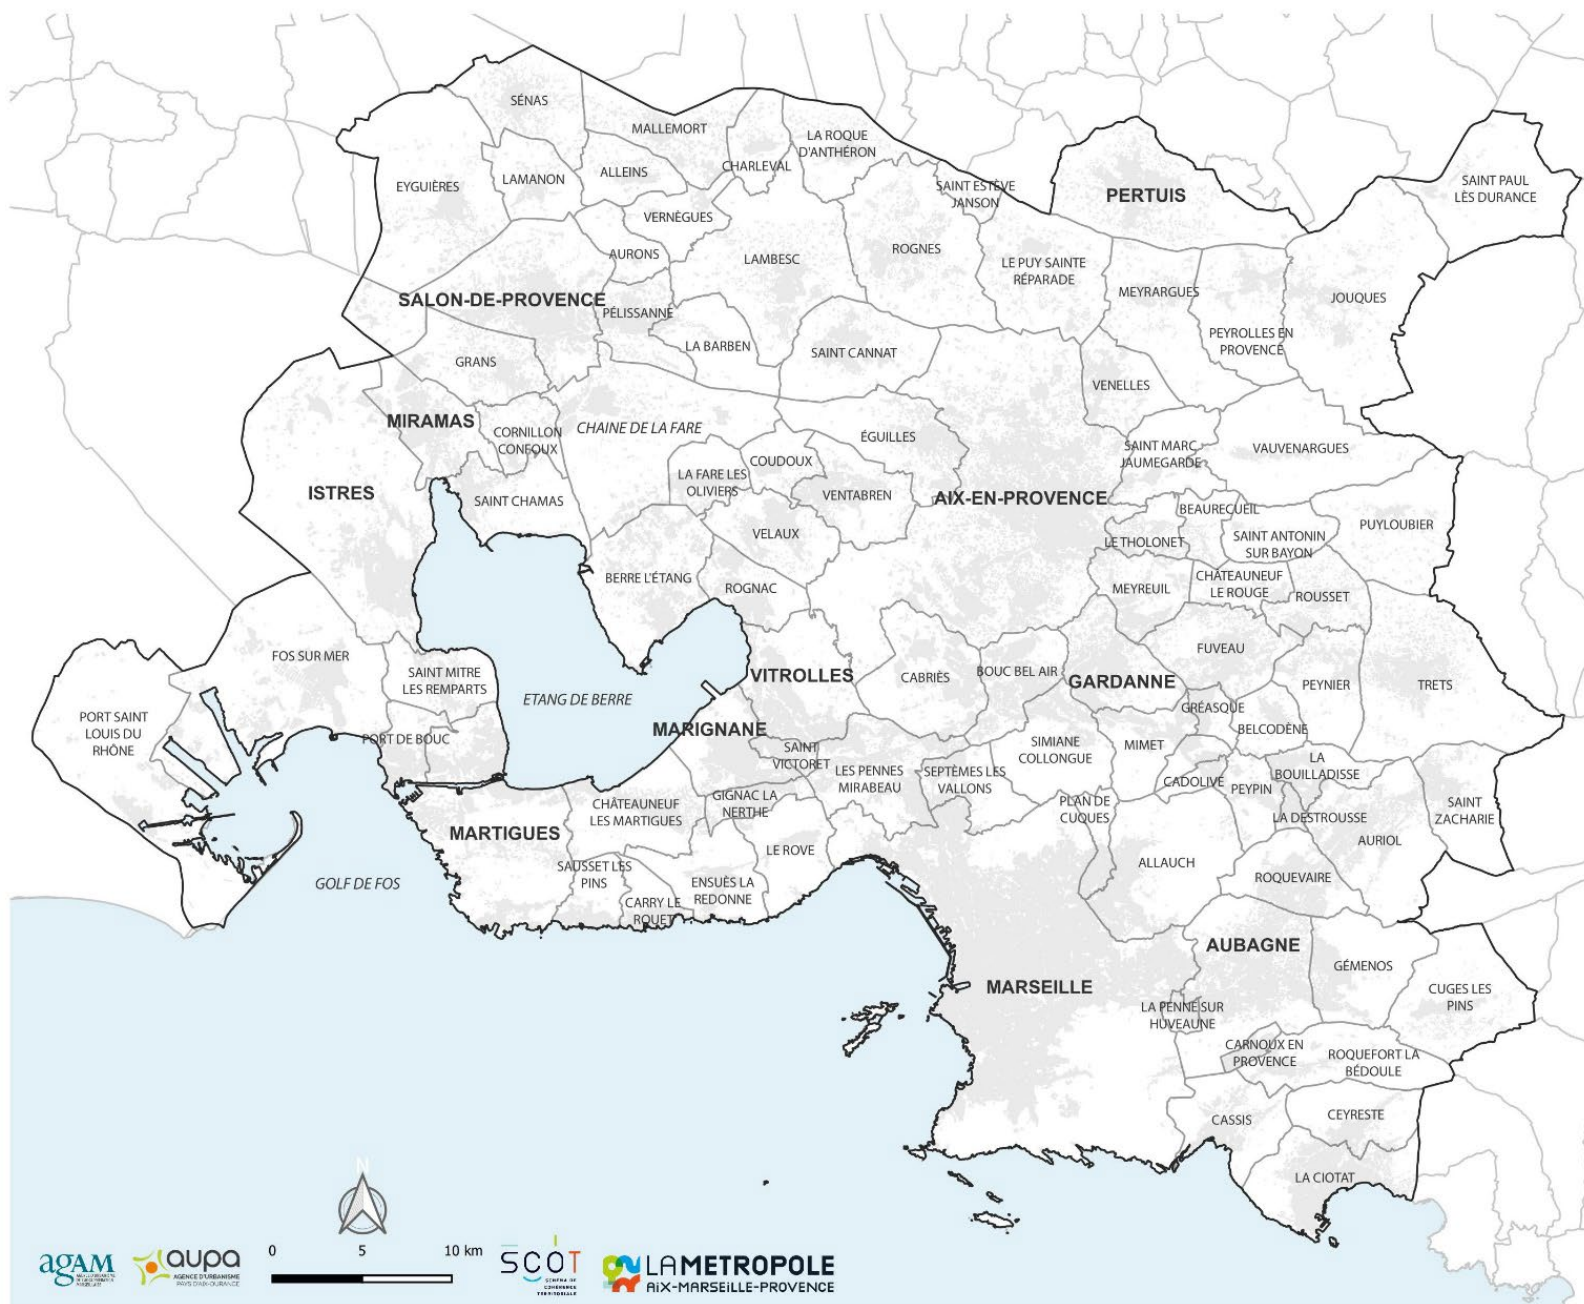 SÉNAS
MALLEMORT
LA ROQUE
D'ANTHÉRON
CHARLEVAL
EYGUIÈRES
LAMANON
ALLEINS
SAINT ESTÈVE
JANSON
PERTUIS
SAINT PAUL
LÈS DURANCE
VERNÈGUES
AURONS
LAMBESC
ROGNES
LE PUY SAINTE
RÉPARADE
MEYRARGUES
JOUQUES
SALON-DE-PROVENCE
PÉLISSANNE
LA BARBEN
SAINT CANNAT
PEYROLLES EN
PROVENCE
GRANS
VENELLES
MIRAMAS
CORNILLON
CONFOUX
CHAINE DE LA FARE
ÉGUILLES
SAINT MARC
JAUMEGARDE
VAUVENARGUES
ISTRES
SAINT CHAMAS
LA FARE LES
OLIVIERS
COUDOUX
VENTABREN
AIX-EN-PROVENCE
BEAURECUEIL
PUYLOUBIER
VELAUX
LE THOLONET
SAINT ANTONIN
SUR BAYON
BERRE L'ÉTANG
ROGNAC
MEYREUIL
CHÂTEAUNEUF
LE ROUGE
ROUSSET
FOS SUR MER
SAINT MITRE
LES REMPARTS
ETANG DE BERRE
VITROLLES
CABRIÈS
BOUC BEL AIR
GARDANNE
FUVEAU
PEYNIER
TRETS
PORT SAINT
LOUIS DU
RHÔNE
PORT DE BOUC
MARIGNANE
SAINT
VICTORET
GRÉASQUE
BELCODÈNE
SIMIANE
COLLONGUE
MIMET
LES PENNES
MIRABEAU
SEPTÈMES LES
VALLONS
CADOLIVE
PEYPIN
LA
BOUILLADISSE
CHÂTEAUNEUF
LES MARTIGUES
GIGNAC LA
NERTHE
PLAN DE
CUQUES
LA DESTROUSSE
SAINT
ZACHARIE
MARTIGUES
LE ROVE
ALLAUCH
AURIOL
GOLF DE FOS
SAUSSET LES
PINS
CARRY LE
ROUET
ENSUÈS LA
REDONNE
ROQUEVAIRE
AUBAGNE
GÉMENOS
MARSEILLE
CUGES LES
PINS
LA PENNE SUR
HUVEAUNE
CARNOUX EN
PROVENCE
ROQUEFORT LA
BÉDOULE
CASSIS
CEYRESTE
LA CIOTAT
N
0 5 10 km
agAM
aupa
AGENCE D'URBANISME
PAYS D'AIX-DURANCE
SCOT
SCHÉMA DE
COHÉRENCE
TERRITORIALE
LAMETROPOLE
AIX-MARSEILLE-PROVENCE